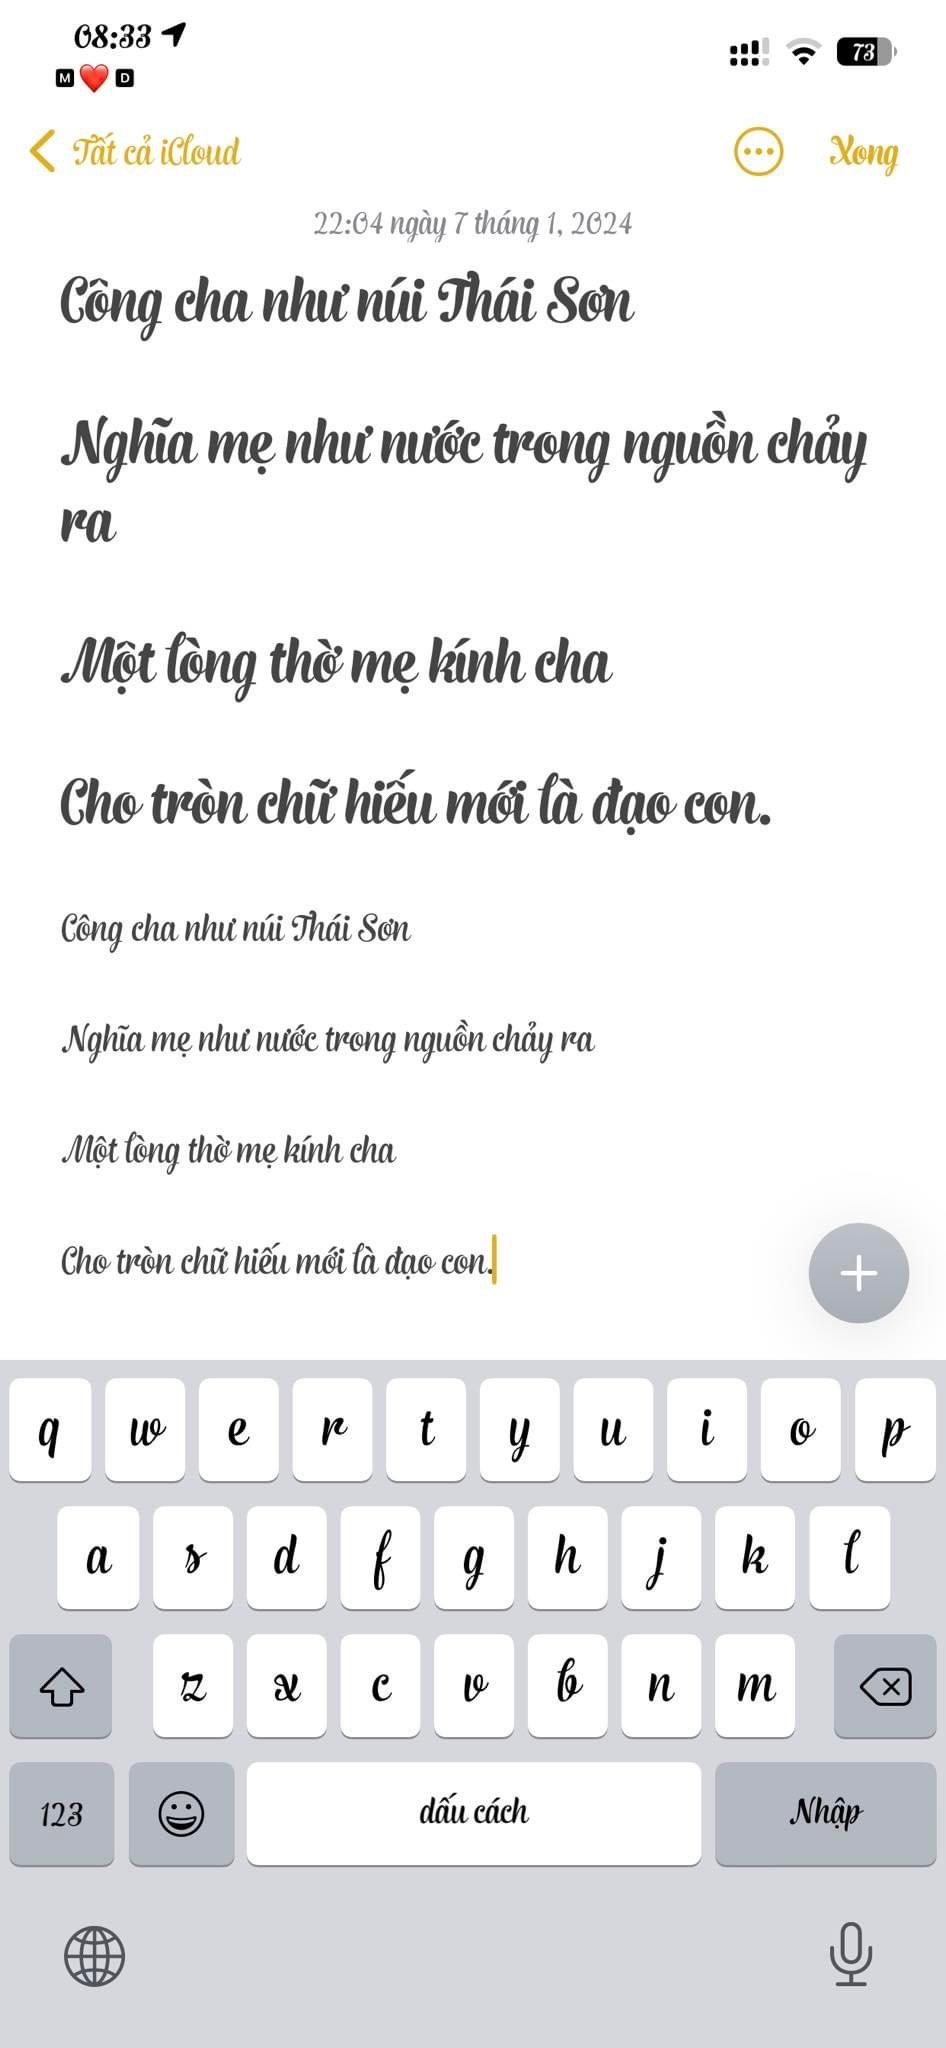 08:33
M ❤️ D
73
Tất cả iCloud
Xong
22:04 ngày 7 tháng 1, 2024
Công cha như núi Thái Sơn
Nghĩa mẹ như nước trong nguồn chảy
ra
Một lòng thờ mẹ kính cha
Cho tròn chữ hiếu mới là đạo con.
Công cha như núi Thái Sơn
Nghĩa mẹ như nước trong nguồn chảy ra
Một lòng thờ mẹ kính cha
Cho tròn chữ hiếu mới là đạo con.
q w e r t y u i o p
a s d f g h j k l
z x c v b n m
123 dấu cách Nhập